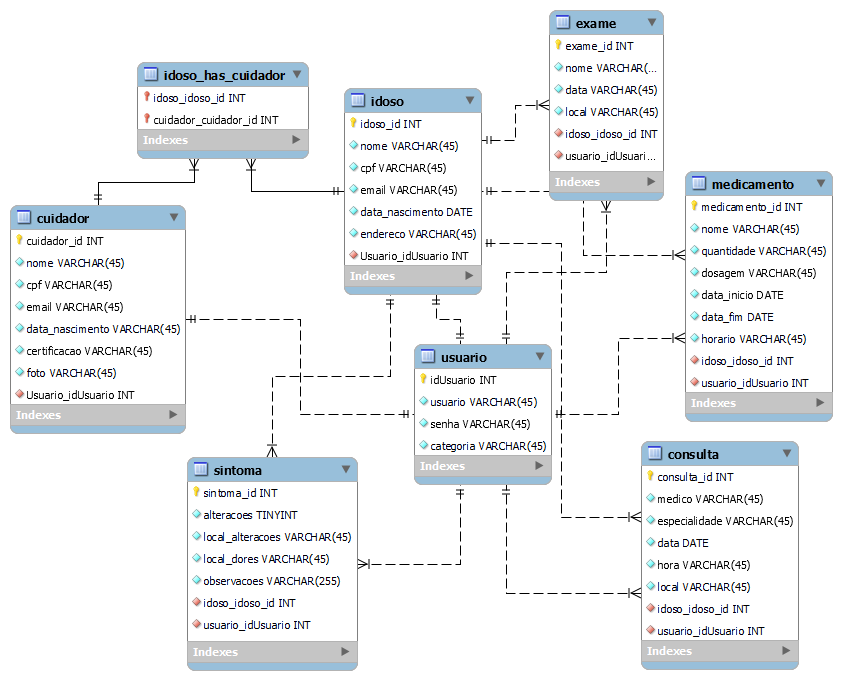 idoso_has_cuidador
idoso_idoso_id INT
cuidador_cuidador_id INT
Indexes
idoso
idoso_id INT
nome VARCHAR(45)
cpf VARCHAR(45)
email VARCHAR(45)
data_nascimento DATE
endereco VARCHAR(45)
Usuario_idUsuario INT
Indexes
exame
exame_id INT
nome VARCHAR(...
data VARCHAR(45)
local VARCHAR(45)
idoso_idoso_id INT
usuario_idUsuari...
Indexes
medicamento
medicamento_id INT
nome VARCHAR(45)
quantidade VARCHAR(45)
dosagem VARCHAR(45)
data_inicio DATE
data_fim DATE
horario VARCHAR(45)
idoso_idoso_id INT
usuario_idUsuario INT
Indexes
cuidador
cuidador_id INT
nome VARCHAR(45)
cpf VARCHAR(45)
email VARCHAR(45)
data_nascimento VARCHAR(45)
certificacao VARCHAR(45)
foto VARCHAR(45)
Usuario_idUsuario INT
Indexes
usuario
idUsuario INT
usuario VARCHAR(45)
senha VARCHAR(45)
categoria VARCHAR(45)
Indexes
sintoma
sintoma_id INT
alteracoes TINYINT
local_alteracoes VARCHAR(45)
local_dores VARCHAR(45)
observacoes VARCHAR(255)
idoso_idoso_id INT
usuario_idUsuario INT
Indexes
consulta
consulta_id INT
medico VARCHAR(45)
especialidade VARCHAR(45)
data DATE
hora VARCHAR(45)
local VARCHAR(45)
idoso_idoso_id INT
usuario_idUsuario INT
Indexes